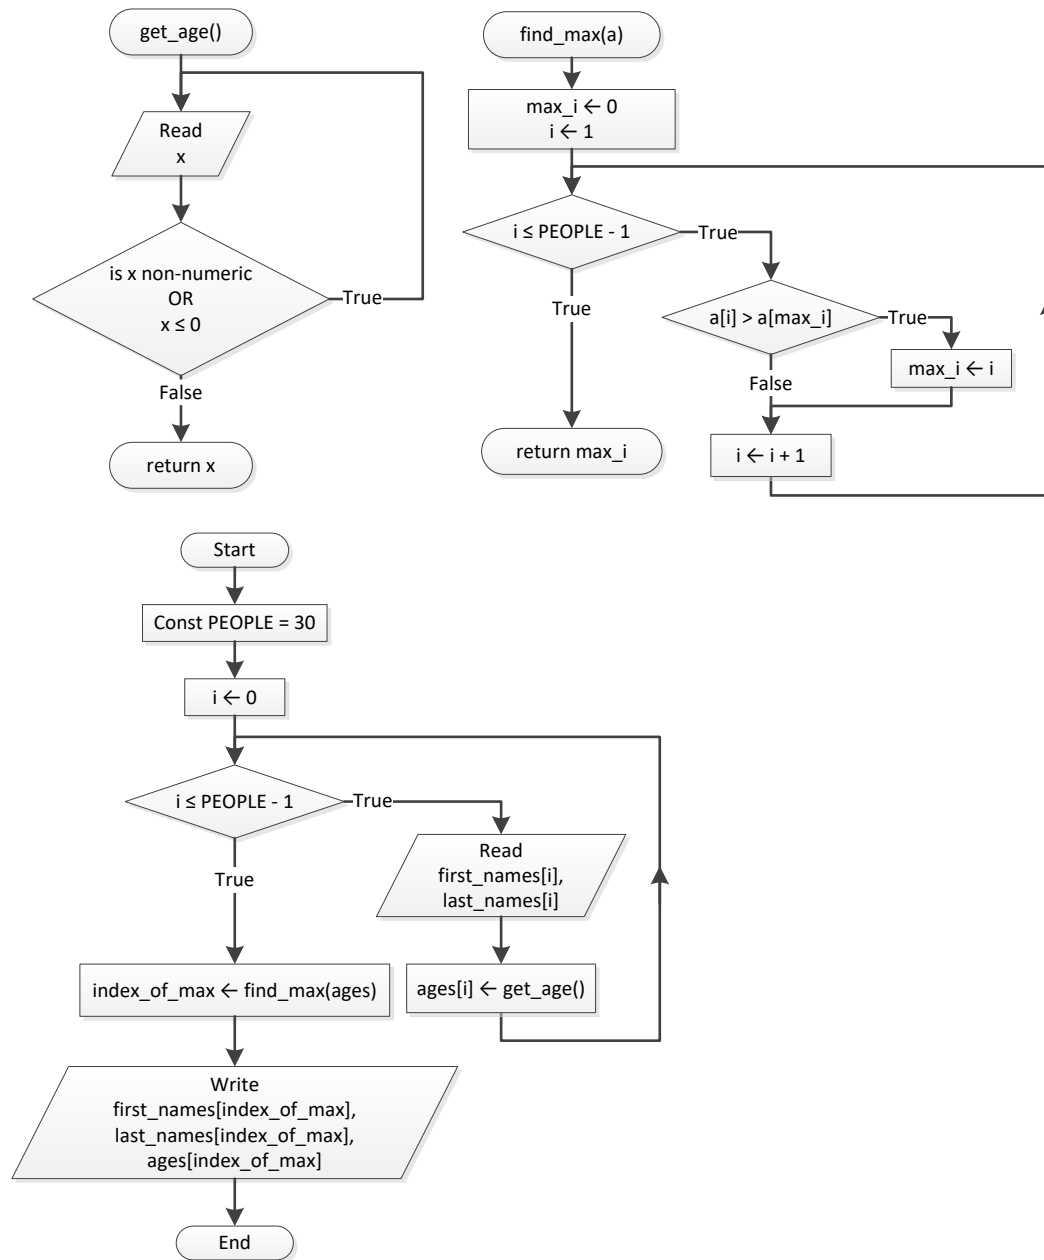 get_age()
Read
x
is x non-numeric
OR
x ≤ 0
True
False
return x
find_max(a)
max_i ← 0
i ← 1
i ≤ PEOPLE - 1
True
True
a[i] > a[max_i]
True
max_i ← i
False
i ← i + 1
return max_i
Start
Const PEOPLE = 30
i ← 0
i ≤ PEOPLE - 1
True
Read
first_names[i],
last_names[i]
True
ages[i] ← get_age()
index_of_max ← find_max(ages)
Write
first_names[index_of_max],
last_names[index_of_max],
ages[index_of_max]
End